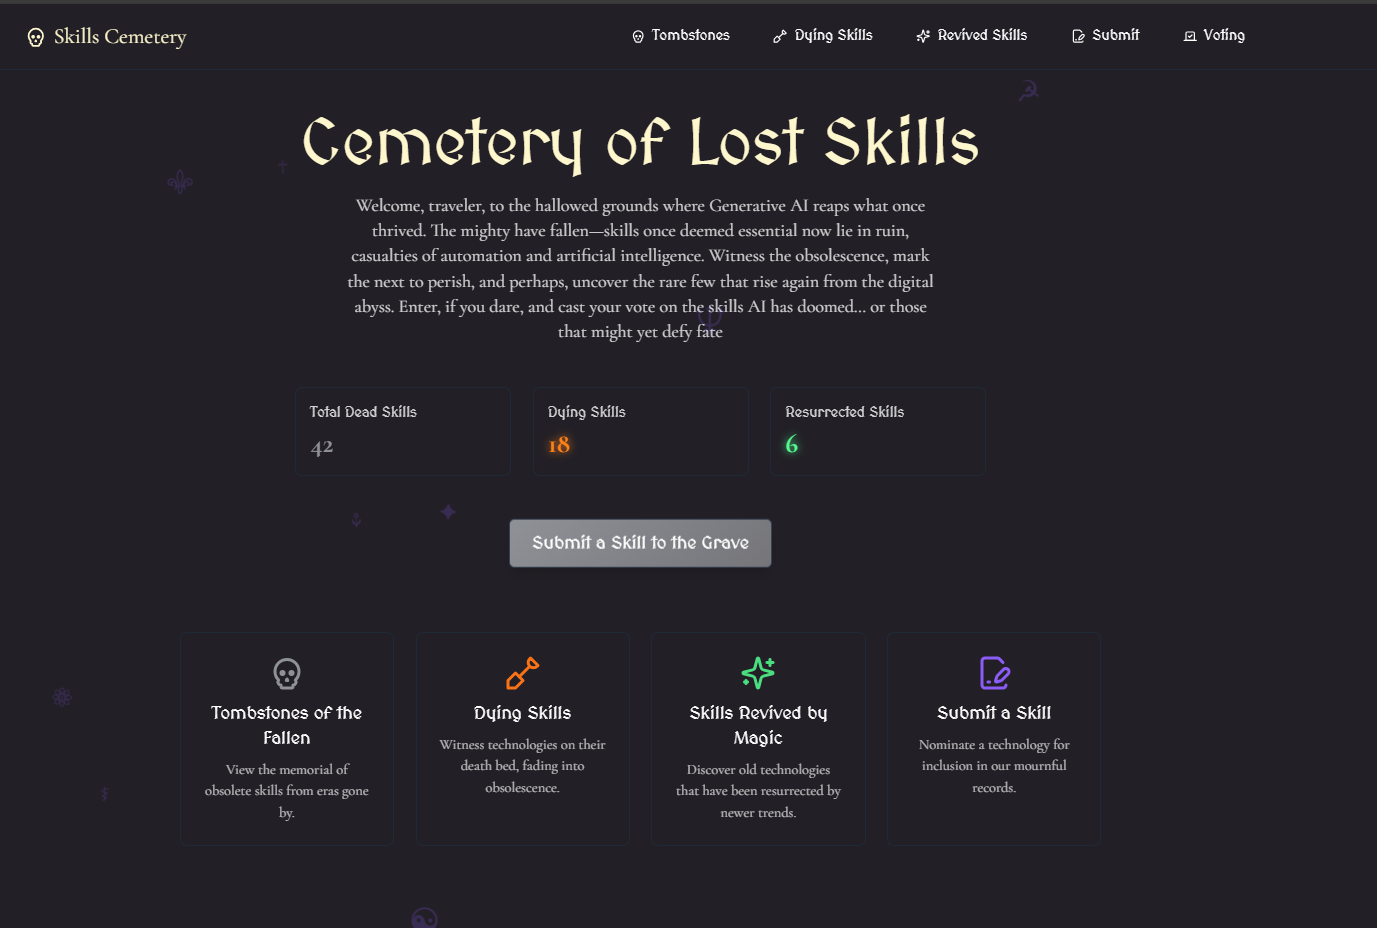 Skills Cemetery
Tombstones
Dying Skills
Revived Skills
Submit
Voting
Cemetery of Lost Skills
Welcome, traveler, to the hallowed grounds where Generative AI reaps what once
thrived. The mighty have fallen—skills once deemed essential now lie in ruin,
casualties of automation and artificial intelligence. Witness the obsolescence, mark
the next to perish, and perhaps, uncover the rare few that rise again from the digital
abyss. Enter, if you dare, and cast your vote on the skills AI has doomed... or those
that might yet defy fate
Total Dead Skills
42
Dying Skills
18
Resurrected Skills
6
Submit a Skill to the Grave
Tombstones of the
Fallen
View the memorial of
obsolete skills from eras gone
by.
Dying Skills
Witness technologies on their
death bed, fading into
obsolescence.
Skills Revived by
Magic
Discover old technologies
that have been resurrected by
newer trends.
Submit a Skill
Nominate a technology for
inclusion in our mournful
records.